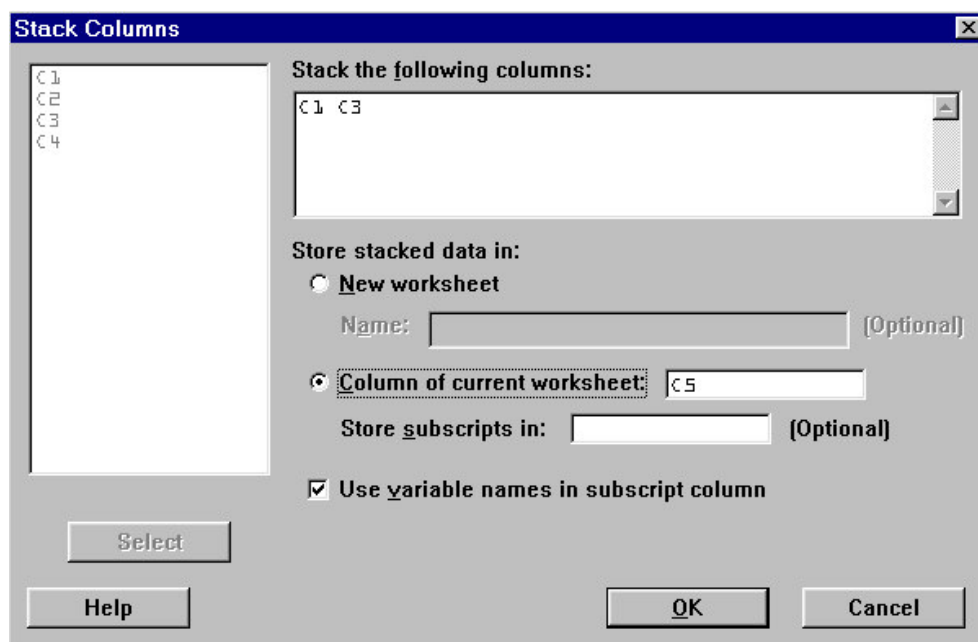 Stack Columns
C1
C2
C3
C4
Stack the following columns:
C1 C3
Store stacked data in:
New worksheet
Name: (Optional)
Column of current worksheet: C5
Store subscripts in: (Optional)
Use variable names in subscript column
Select
Help OK Cancel